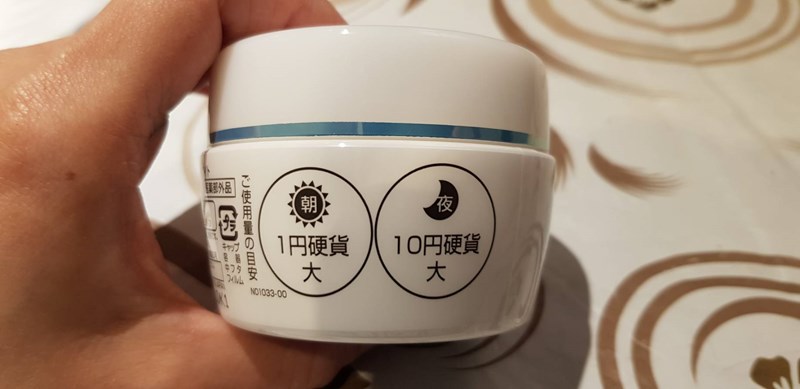 医薬部外品
プラ
キャップ
容器
中フタ
フィルム
ご使用量の目安
朝
1円硬貨
大
夜
10円硬貨
大
N01033-00